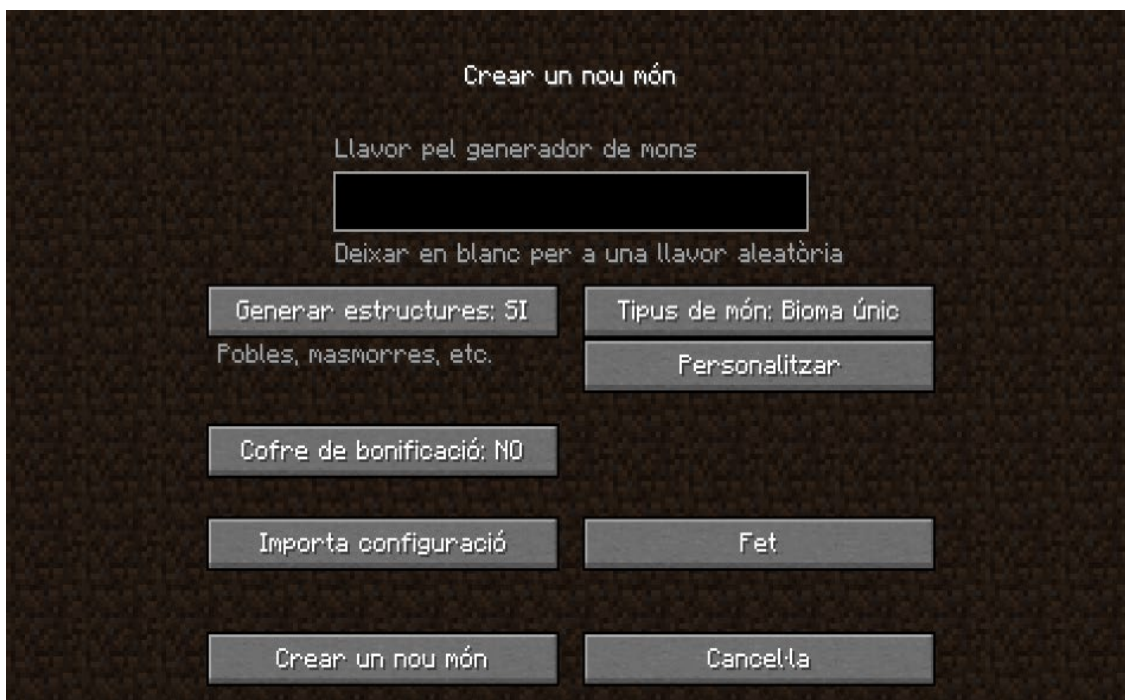 Crear un nou món
Llavor pel generador de mons
Deixar en blanc per a una llavor aleatòria
Generar estructures: SI
Tipus de món: Bioma únic
Pobles, masmorres, etc.
Personalitzar
Cofre de bonificació: NO
Importa configuració
Fet
Crear un nou món
Cancel·la